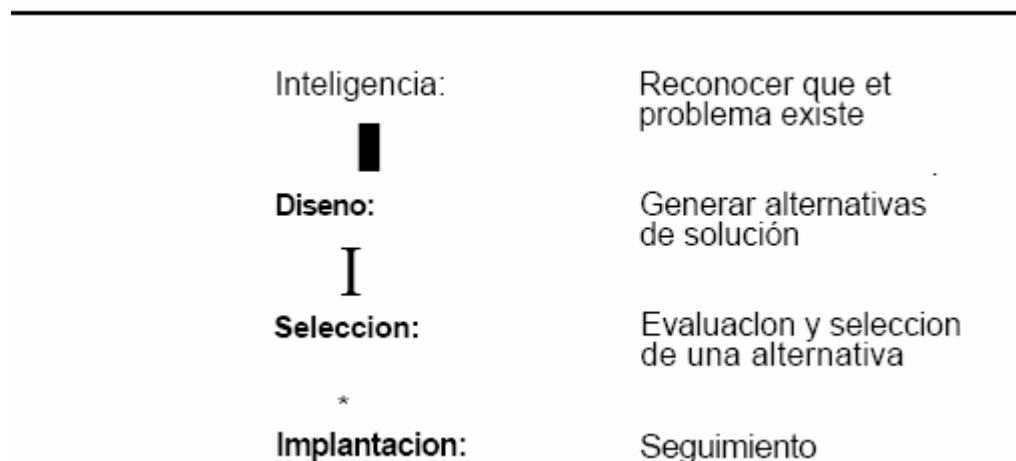 Inteligencia: Reconocer que et
problema existe
Diseno: Generar alternativas
de solución
I
Seleccion: Evaluaclon y seleccion
de una alternativa
*
Implantacion: Seguimiento